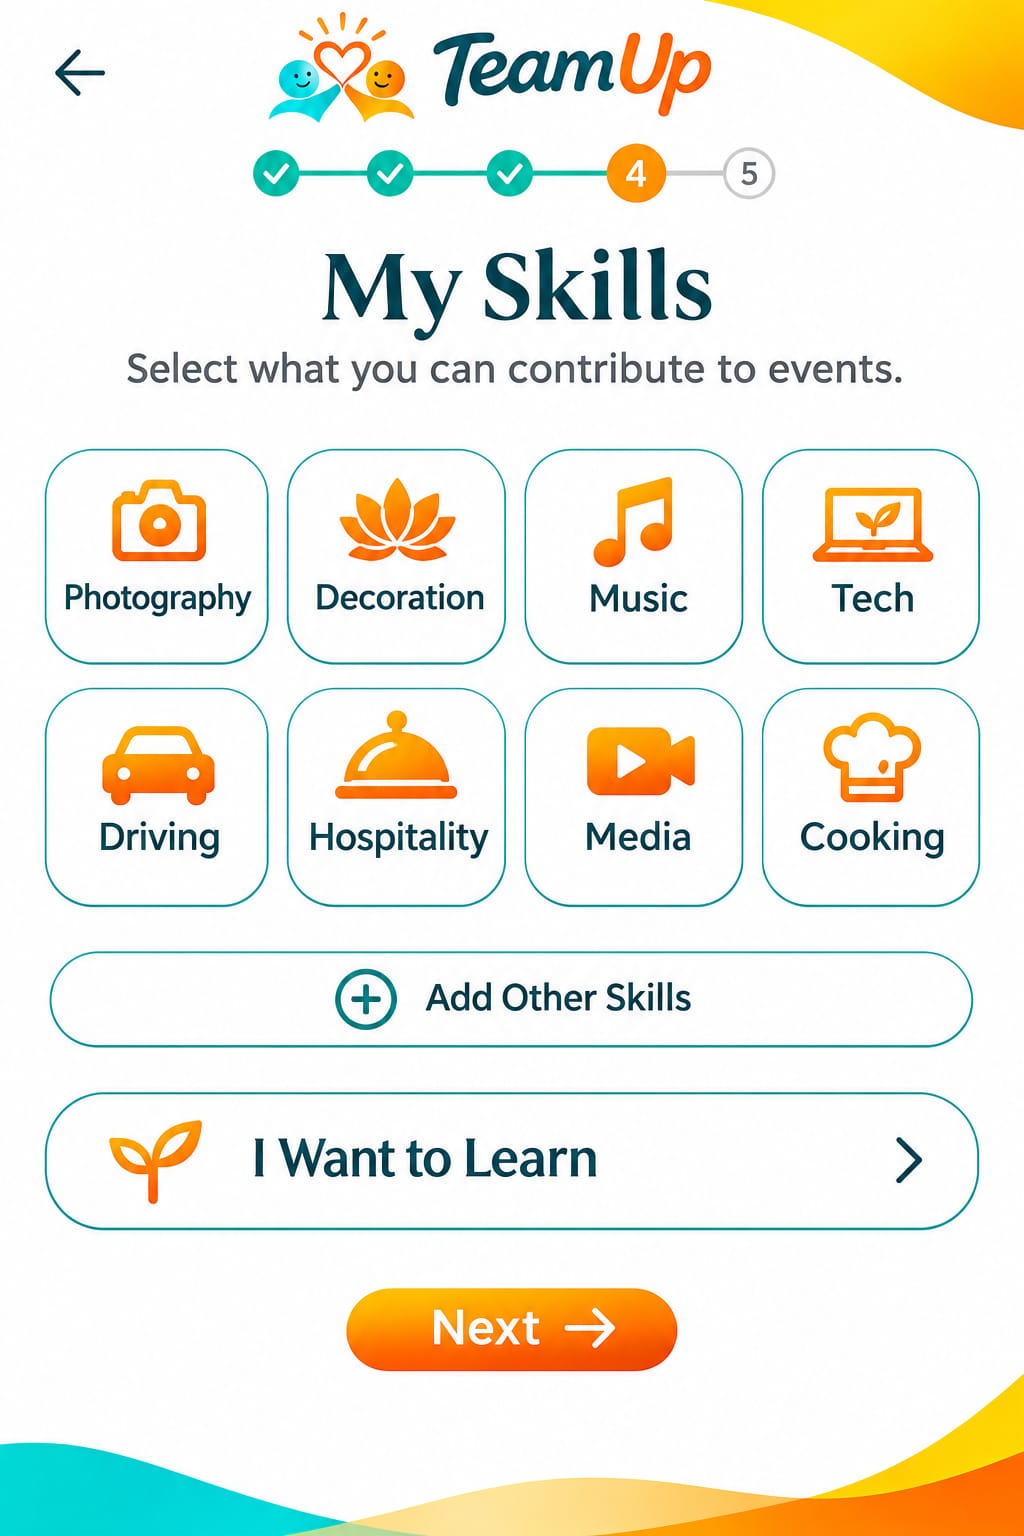 TeamUp
4
5
My Skills
Select what you can contribute to events.
Photography
Decoration
Music
Tech
Driving
Hospitality
Media
Cooking
Add Other Skills
I Want to Learn
Next